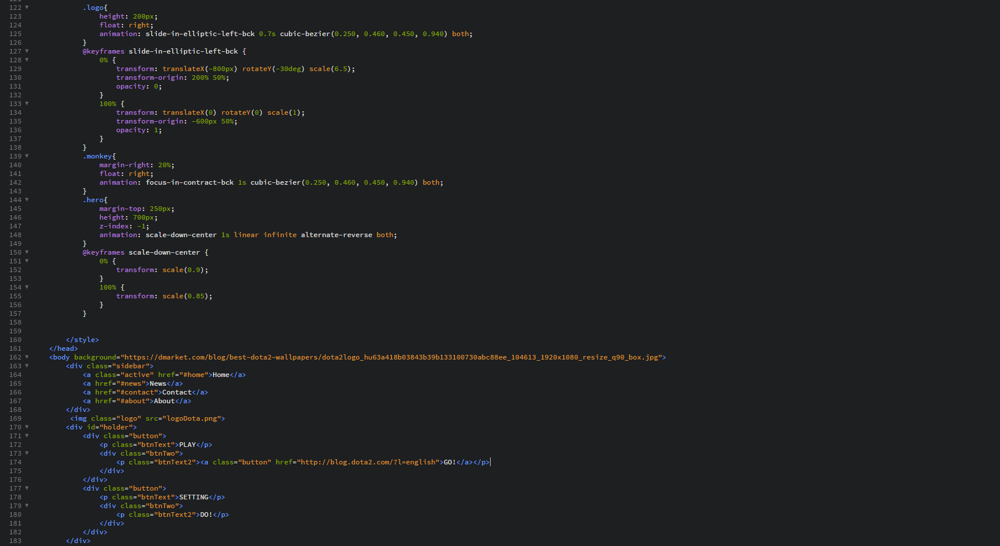 122 ▼ .logo{
123 height: 200px;
124 float: right;
125 animation: slide-in-elliptic-left-bck 0.7s cubic-bezier(0.250, 0.460, 0.450, 0.940) both;
126 }
127 ▼ @keyframes slide-in-elliptic-left-bck {
128 ▼ 0% {
129 transform: translateX(-800px) rotateY(-30deg) scale(6.5);
130 transform-origin: 200% 50%;
131 opacity: 0;
132 }
133 ▼ 100% {
134 transform: translateX(0) rotateY(0) scale(1);
135 transform-origin: -600px 50%;
136 opacity: 1;
137 }
138 }
139 ▼ .monkey{
140 margin-right: 20%;
141 float: right;
142 animation: focus-in-contract-bck 1s cubic-bezier(0.250, 0.460, 0.450, 0.940) both;
143 }
144 ▼ .hero{
145 margin-top: 250px;
146 height: 700px;
147 z-index: -1;
148 animation: scale-down-center 1s linear infinite alternate-reverse both;
149 }
150 ▼ @keyframes scale-down-center {
151 ▼ 0% {
152 transform: scale(0.9);
153 }
154 ▼ 100% {
155 transform: scale(0.85);
156 }
157 }
158
159
160 </style>
161 </head>
162 ▼ <body background="https://dmarket.com/blog/best-dota2-wallpapers/dota2logo_hu63a418b03843b39b133100730abc88ee_104613_1920x1080_resize_q90_box.jpg">
163 ▼ <div class="sidebar">
164 <a class="active" href="#home">Home</a>
165 <a href="#news">News</a>
166 <a href="#contact">Contact</a>
167 <a href="#about">About</a>
168 </div>
169 <img class="logo" src="logoDota.png">
170 ▼ <div id="holder">
171 ▼ <div class="button">
172 <p class="btnText">PLAY</p>
173 ▼ <div class="btnTwo">
174 <p class="btnText2"><a class="button" href="http://blog.dota2.com/?l=english">GO!</a></p>
175 </div>
176 </div>
177 ▼ <div class="button">
178 <p class="btnText">SETTING</p>
179 ▼ <div class="btnTwo">
180 <p class="btnText2">DO!</p>
181 </div>
182 </div>
183 </div>